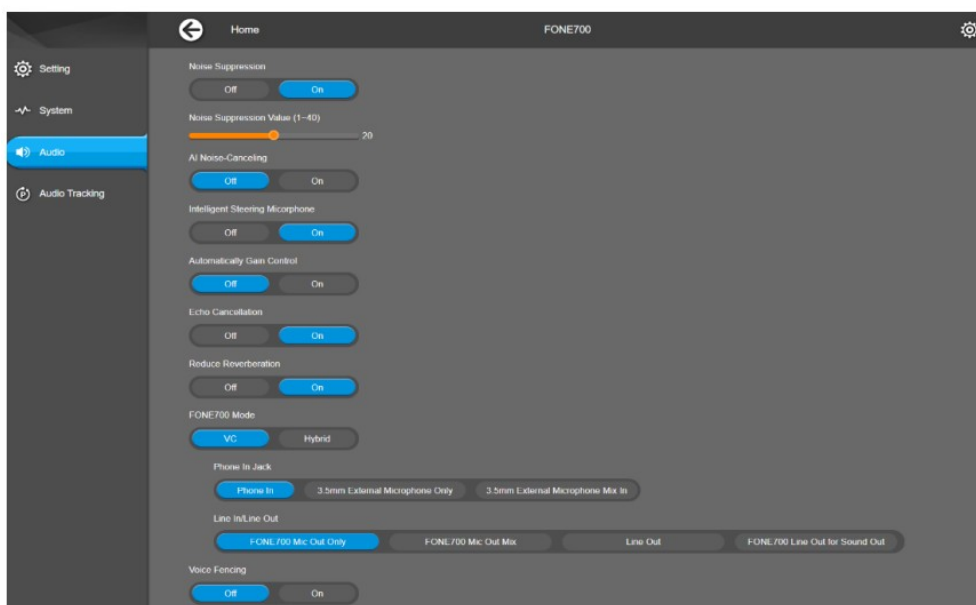 Home
FONE700
Setting
System
Audio
Audio Tracking
Noise Suppression
Off On
Noise Suppression Value (1~40)
20
AI Noise-Canceling
Off On
Intelligent Steering Micorphone
Off On
Automatically Gain Control
Off On
Echo Cancellation
Off On
Reduce Reverberation
Off On
FONE700 Mode
VC Hybrid
Phone In Jack
Phone In 3.5mm External Microphone Only 3.5mm External Microphone Mix In
Line In/Line Out
FONE700 Mic Out Only FONE700 Mic Out Mix Line Out FONE700 Line Out for Sound Out
Voice Fencing
Off On